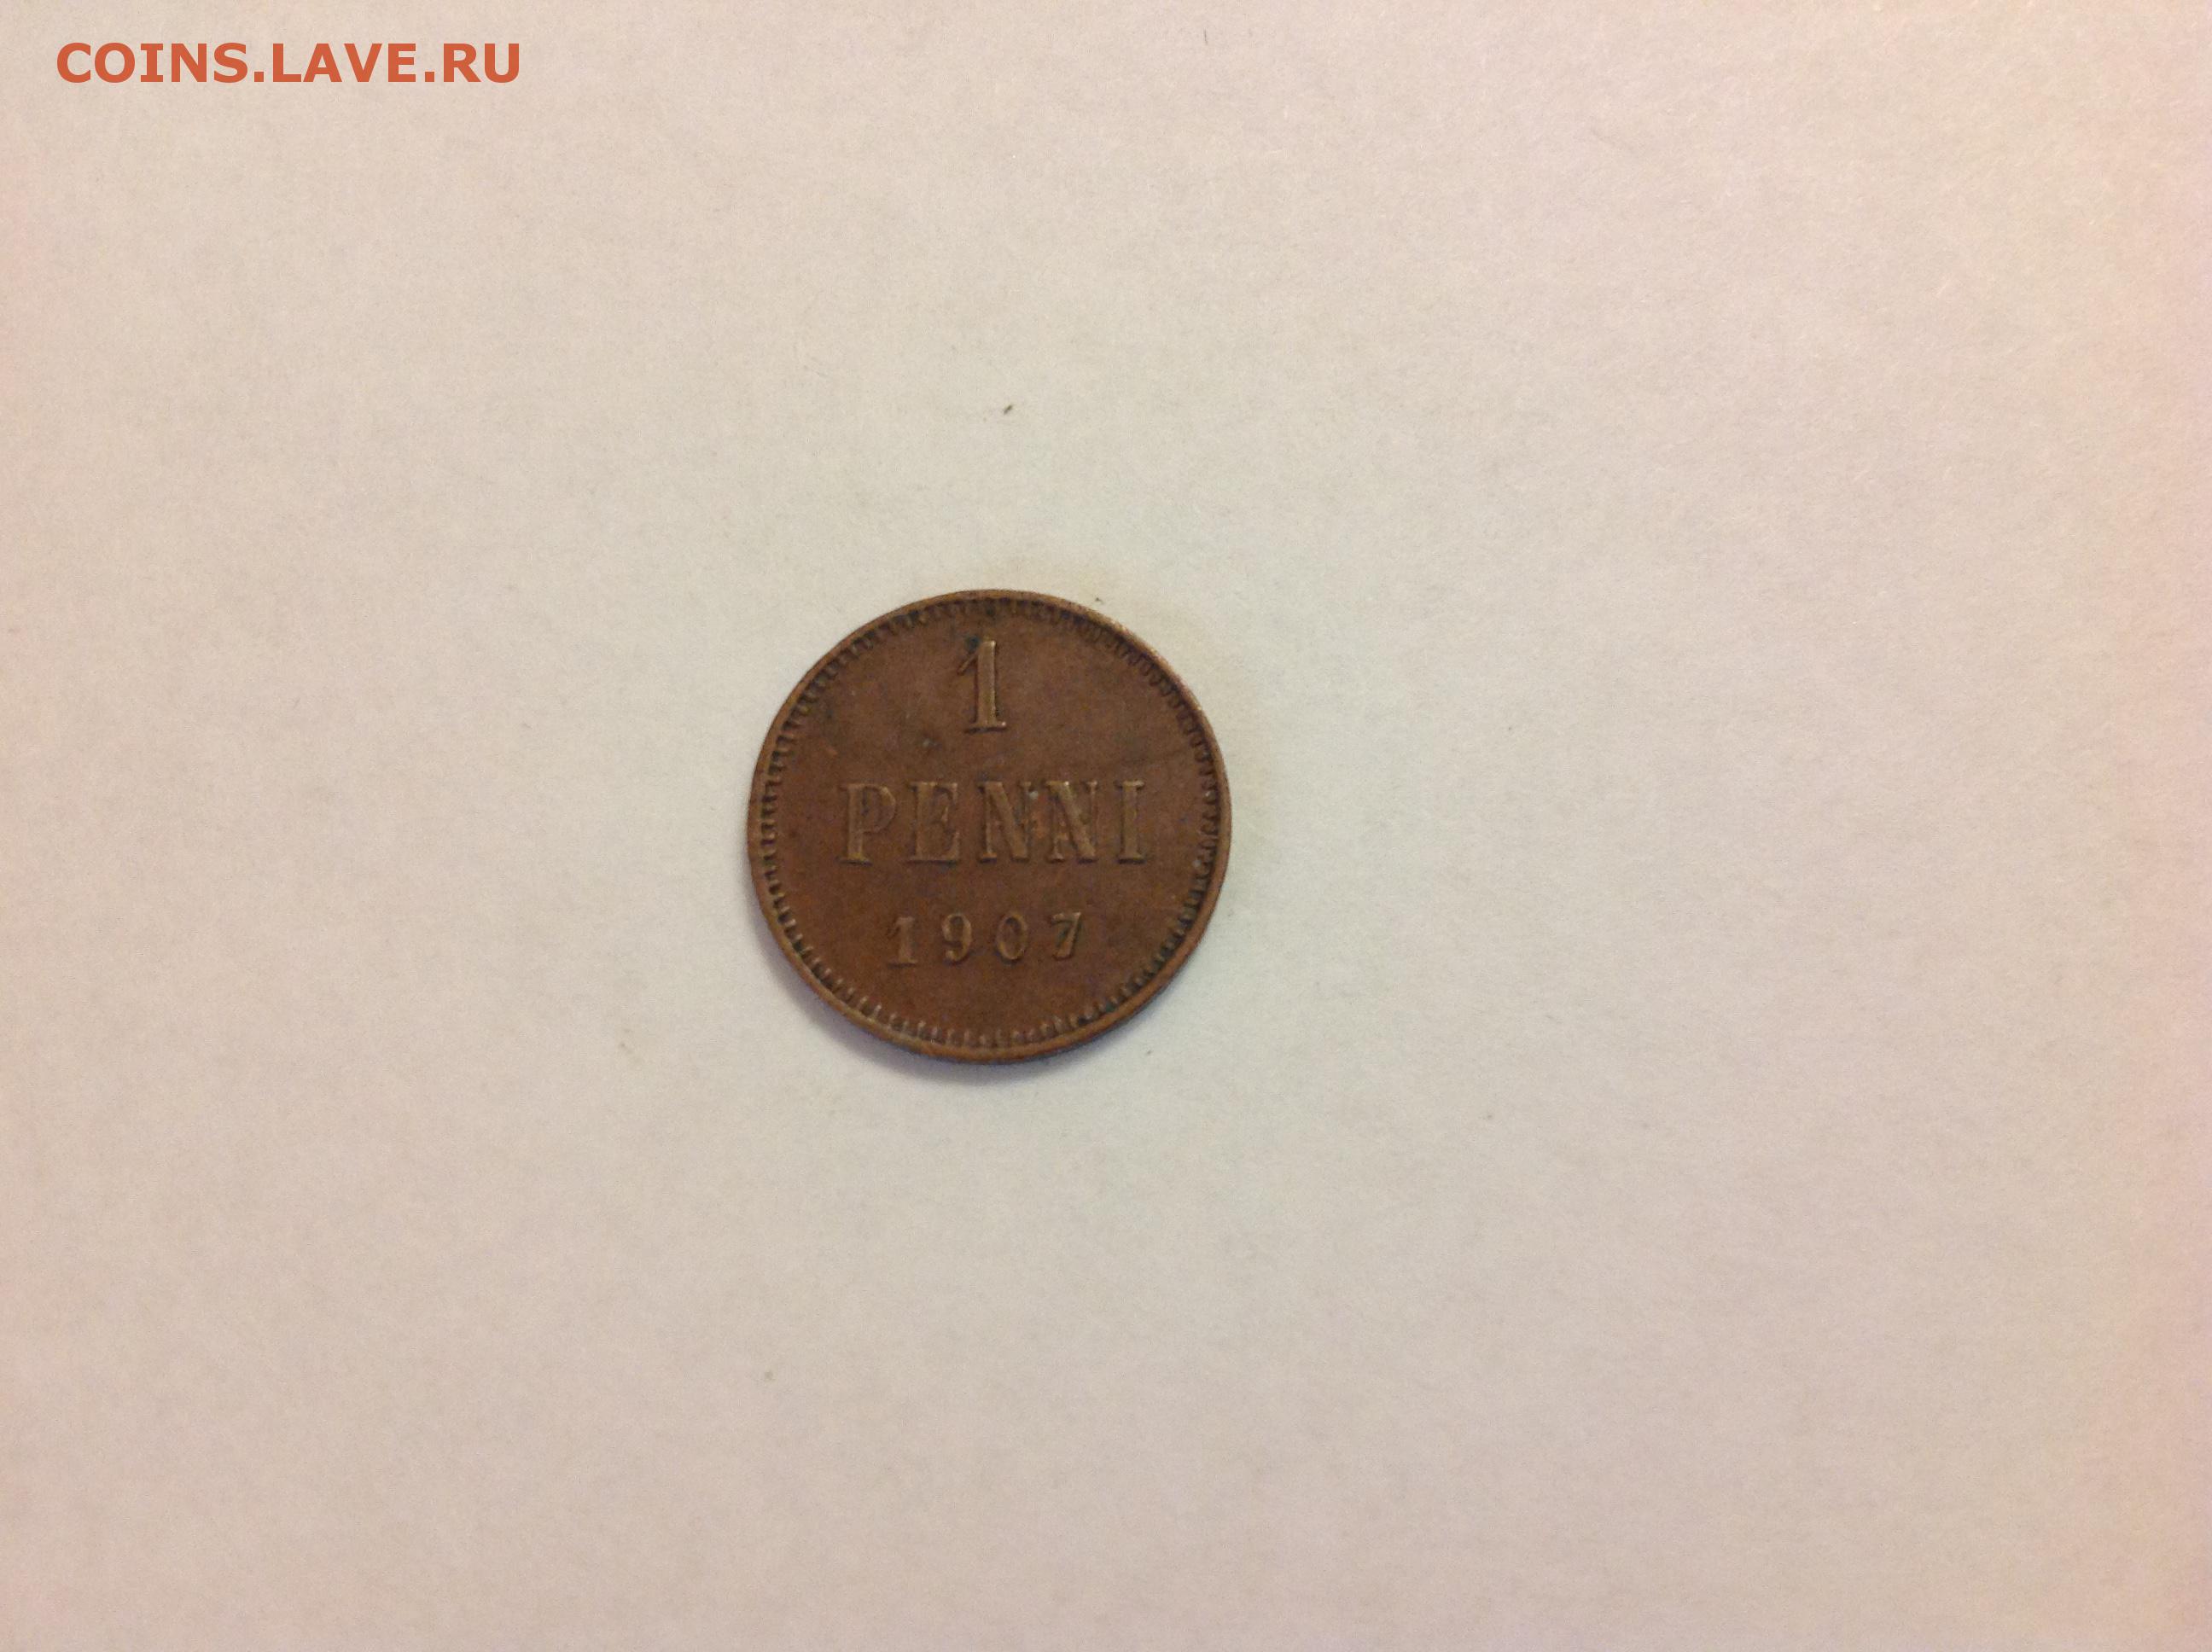 COINS.LAVE.RU
1
PENNI
1907